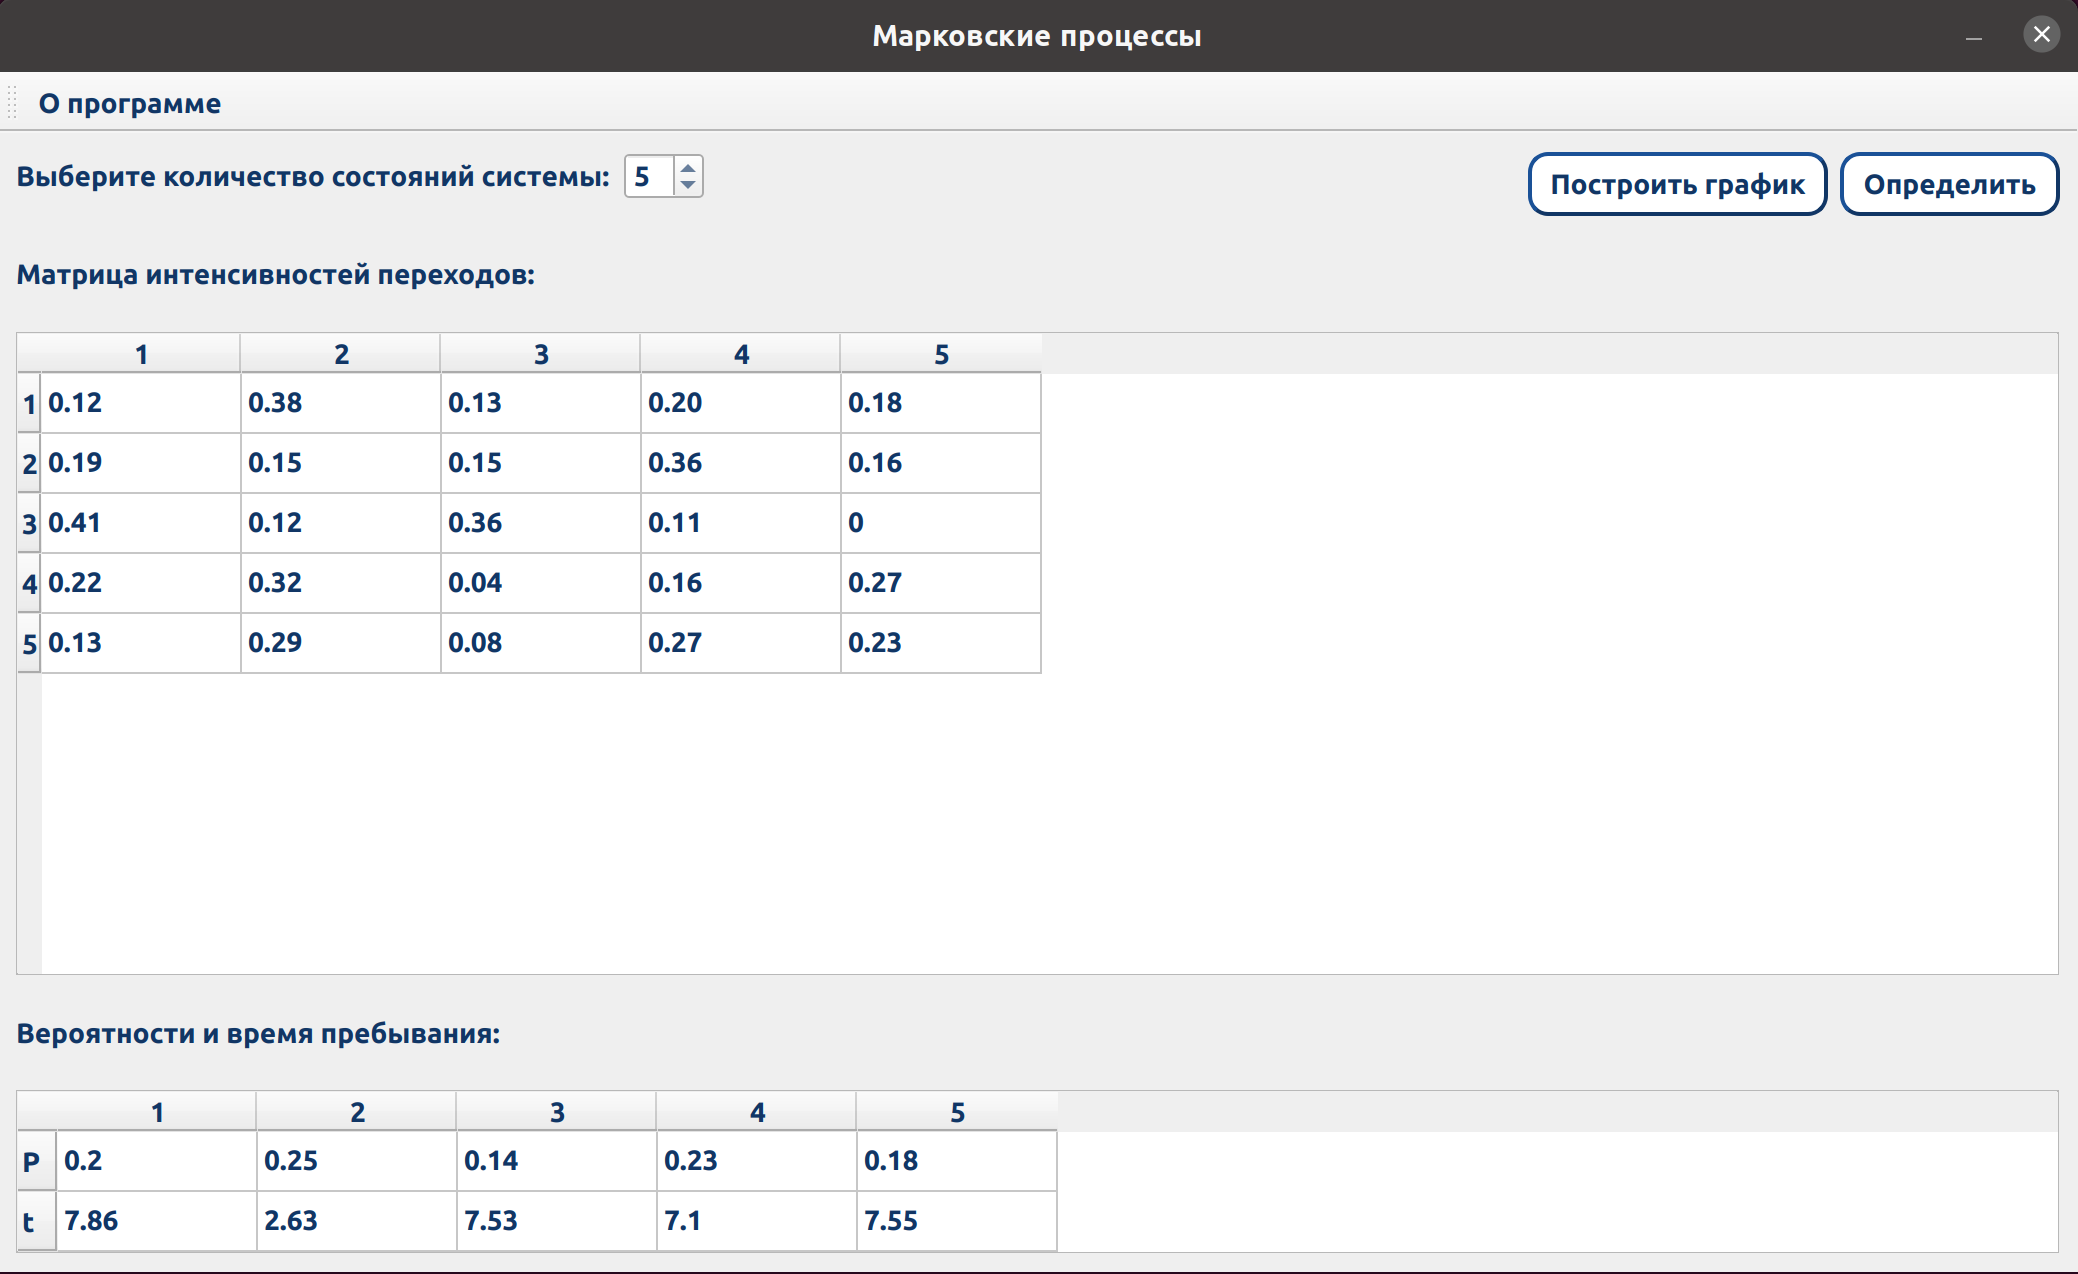 Марковские процессы
О программе
Выберите количество состояний системы: 5 Построить график Определить
Матрица интенсивностей переходов:
1 2 3 4 5
1 0.12 0.38 0.13 0.20 0.18
2 0.19 0.15 0.15 0.36 0.16
3 0.41 0.12 0.36 0.11 0
4 0.22 0.32 0.04 0.16 0.27
5 0.13 0.29 0.08 0.27 0.23
Вероятности и время пребывания:
1 2 3 4 5
P 0.2 0.25 0.14 0.23 0.18
t 7.86 2.63 7.53 7.1 7.55